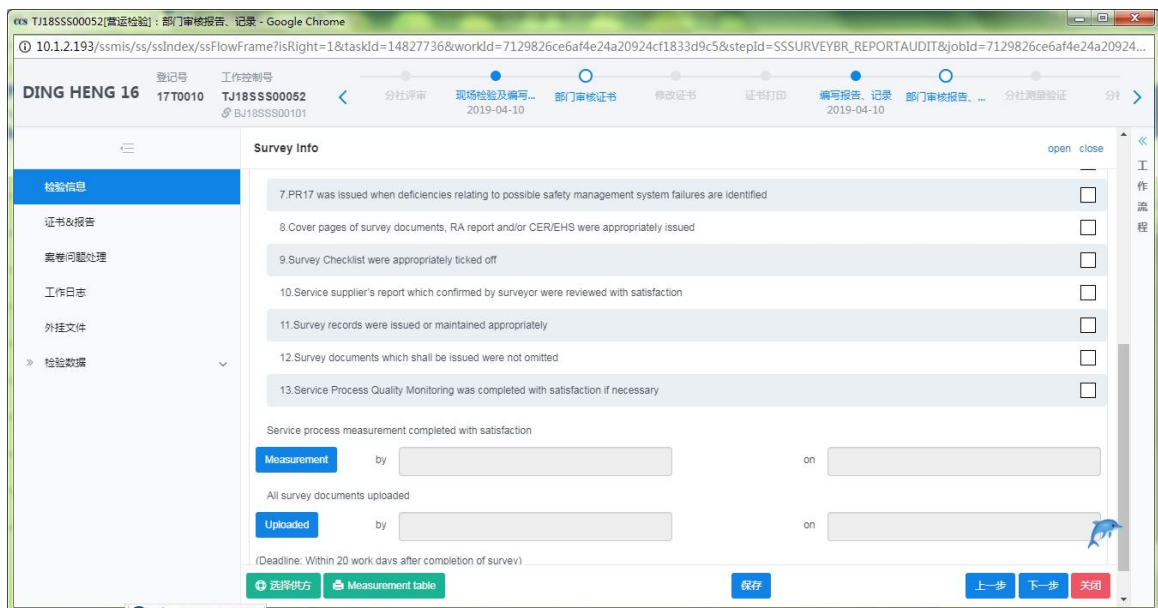 ccs TJ18SSS00052[营运检验] : 部门审核报告、记录 - Google Chrome
10.1.2.193/ssmis/ss/ssIndex/ssFlowFrame?isRight=1&taskId=14827736&workId=7129826ce6af4e24a20924cf1833d9c5&stepId=SSSURVEYBR_REPORTAUDIT&jobId=7129826ce6af4e24a20924...
DING HENG 16
登记号
17T0010
工作控制号
TJ18SSS00052
BJ18SSS00101
分社评审
现场检验及编写...
2019-04-10
部门审核证书
修改证书
证书打印
编写报告、记录
2019-04-10
部门审核报告、...
分社测量验证
分社
Survey Info
open close
检验信息
证书&报告
案卷问题处理
工作日志
外挂文件
检验数据
7.PR17 was issued when deficiencies relating to possible safety management system failures are identified
8.Cover pages of survey documents, RA report and/or CER/EHS were appropriately issued
9.Survey Checklist were appropriately ticked off
10.Service supplier's report which confirmed by surveyor were reviewed with satisfaction
11.Survey records were issued or maintained appropriately
12.Survey documents which shall be issued were not omitted
13.Service Process Quality Monitoring was completed with satisfaction if necessary
Service process measurement completed with satisfaction
Measurement by on
All survey documents uploaded
Uploaded by on
(Deadline: Within 20 work days after completion of survey)
选择供方 Measurement table 保存 上一步 下一步 关闭
工作流程